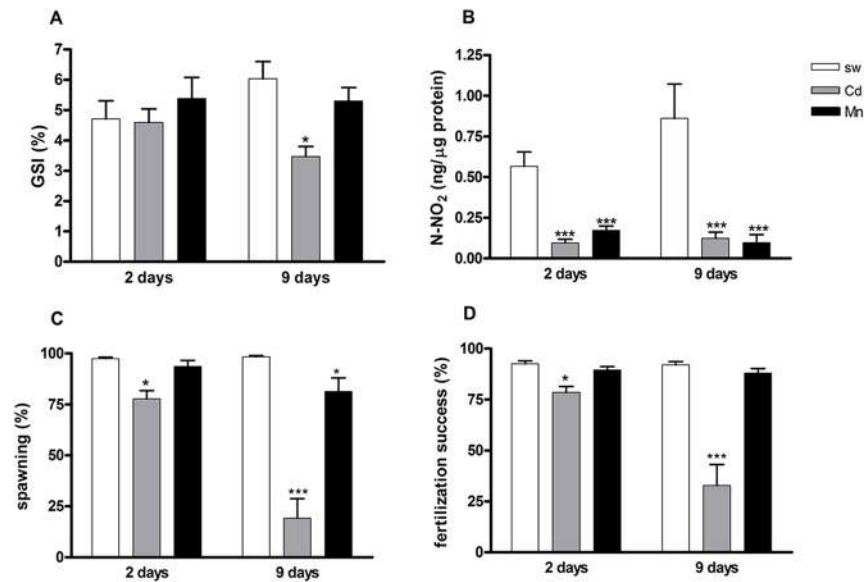 A
GSI (%)
7
6
5
4
3
2
1
0
*
2 days
9 days
B
N-NO2 (ng/µg protein)
1.25
1.00
0.75
0.50
0.25
0.00
***
***
***
***
2 days
9 days
sw
Cd
Mn
C
spawning (%)
100
75
50
25
0
*
***
*
2 days
9 days
D
fertilization success (%)
100
75
50
25
0
*
***
2 days
9 days